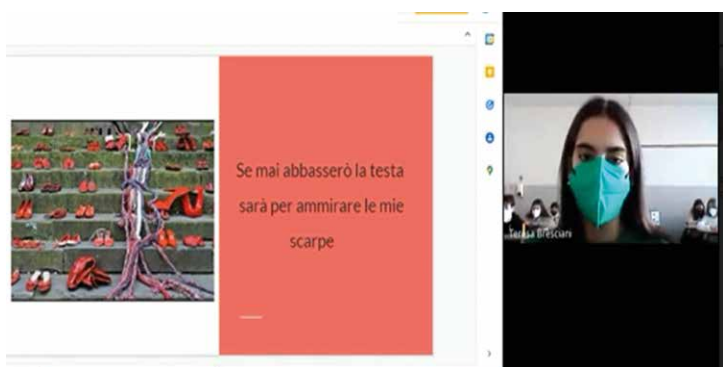 Se mai abbasserò la testa
sarà per ammirare le mie
scarpe
Teresa Bresciani